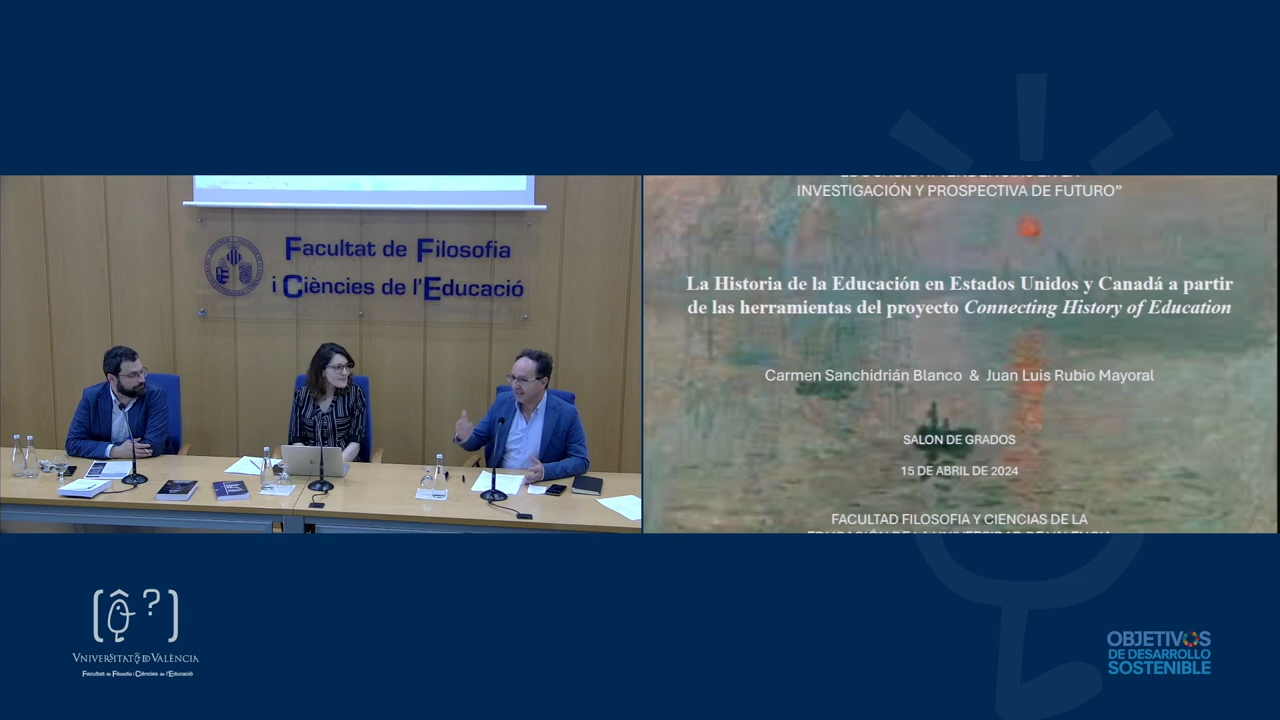 Facultat de Filosofia
i Ciències de l'Educació
INVESTIGACIÓN Y PROSPECTIVA DE FUTURO”
La Historia de la Educación en Estados Unidos y Canadá a partir
de las herramientas del proyecto Connecting History of Education
Carmen Sanchidrián Blanco & Juan Luis Rubio Mayoral
SALON DE GRADOS
15 DE ABRIL DE 2024
FACULTAD FILOSOFIA Y CIENCIAS DE LA
[ ?]
VNIVERSITAT ID VALÈNCIA
Facultat de Filosofia i Ciències de l'Educació
OBJETIVOS
DE DESARROLLO
SOSTENIBLE